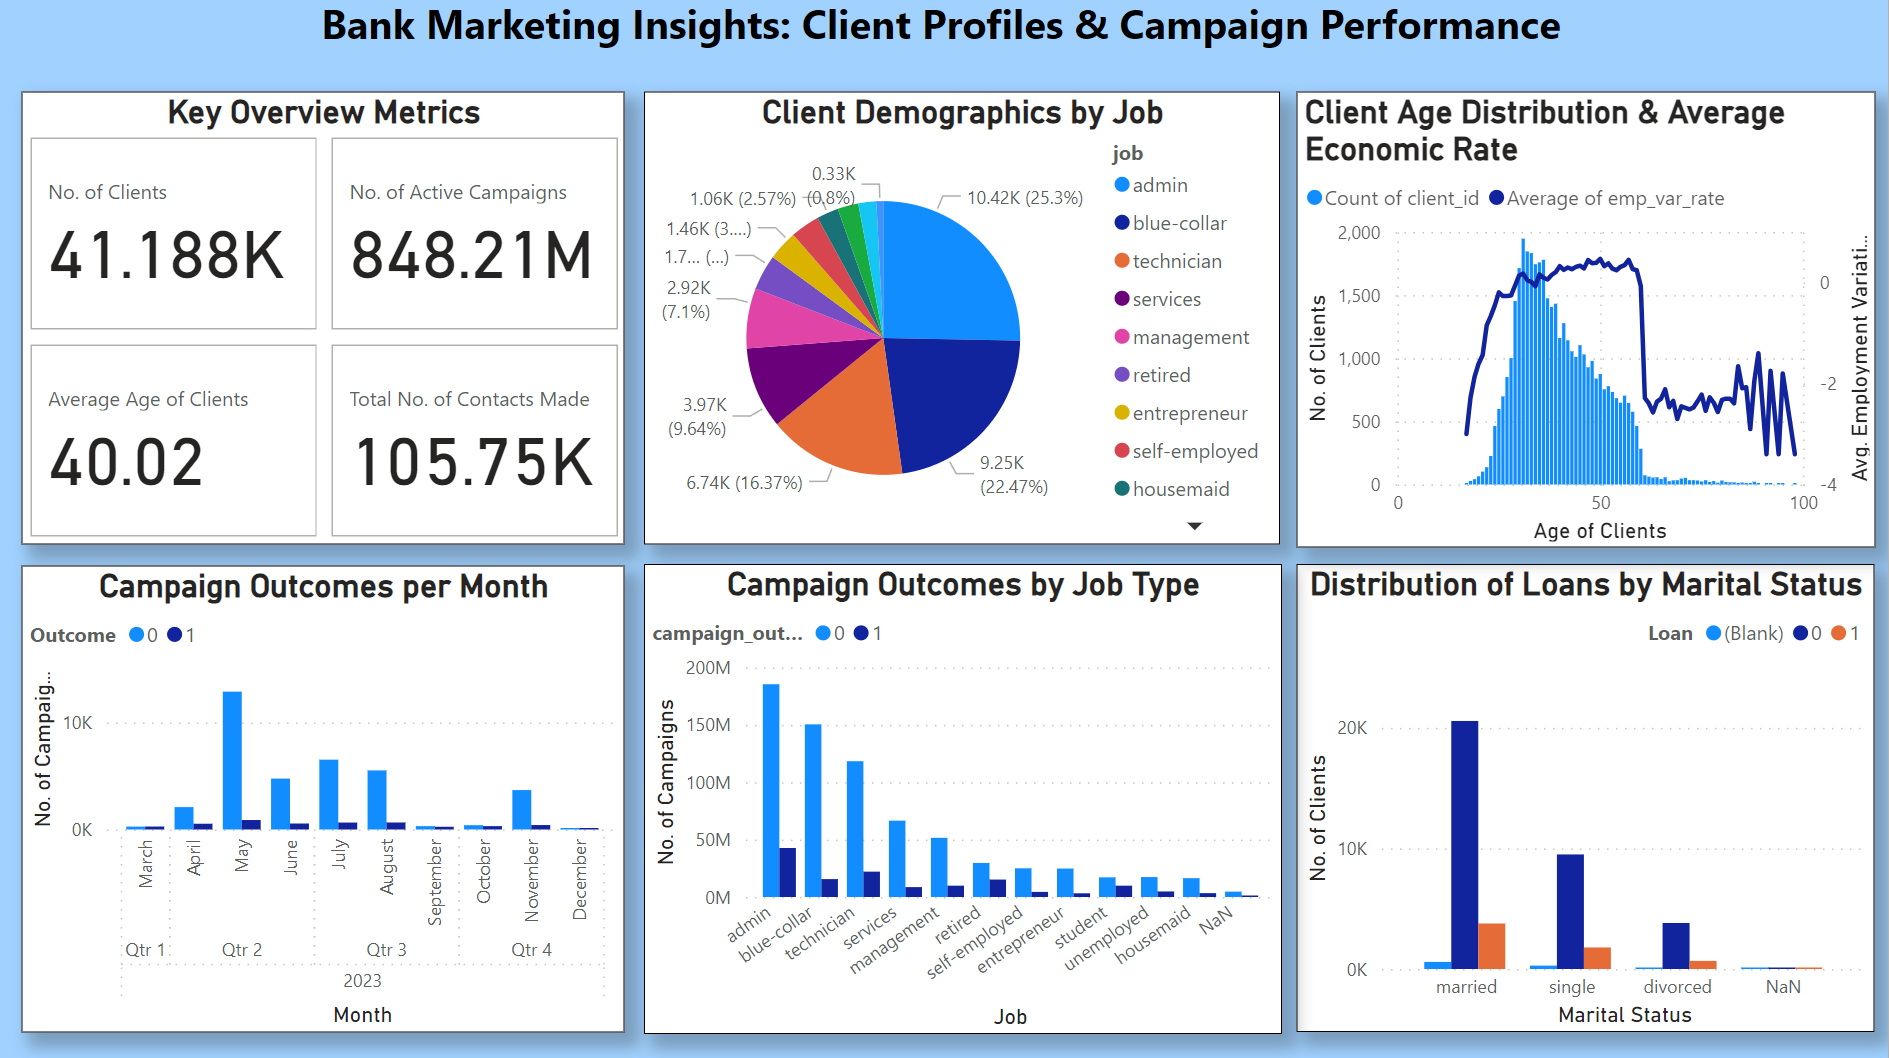 Bank Marketing Insights: Client Profiles & Campaign Performance
Key Overview Metrics
No. of Clients
41.188K
No. of Active Campaigns
848.21M
Average Age of Clients
40.02
Total No. of Contacts Made
105.75K
Client Demographics by Job
0.33K
(0.8%)
1.06K (2.57%)
1.46K (3....)
1.7... (...)
2.92K
(7.1%)
3.97K
(9.64%)
6.74K (16.37%)
9.25K
(22.47%)
10.42K (25.3%)
job
admin
blue-collar
technician
services
management
retired
entrepreneur
self-employed
housemaid
Client Age Distribution & Average
Economic Rate
Count of client_id
Average of emp_var_rate
No. of Clients
2,000
1,500
1,000
500
0
0
50
100
Age of Clients
0
-2
-4
Avg. Employment Variati...
Campaign Outcomes per Month
Outcome 0 1
No. of Campaig...
10K
0K
March
April
May
June
July
August
September
October
November
December
Qtr 1
Qtr 2
Qtr 3
Qtr 4
2023
Month
Campaign Outcomes by Job Type
campaign_out... 0 1
No. of Campaigns
200M
150M
100M
50M
0M
admin
blue-collar
technician
services
management
retired
self-employed
entrepreneur
student
unemployed
housemaid
NaN
Job
Distribution of Loans by Marital Status
Loan (Blank) 0 1
No. of Clients
20K
10K
0K
married
single
divorced
NaN
Marital Status